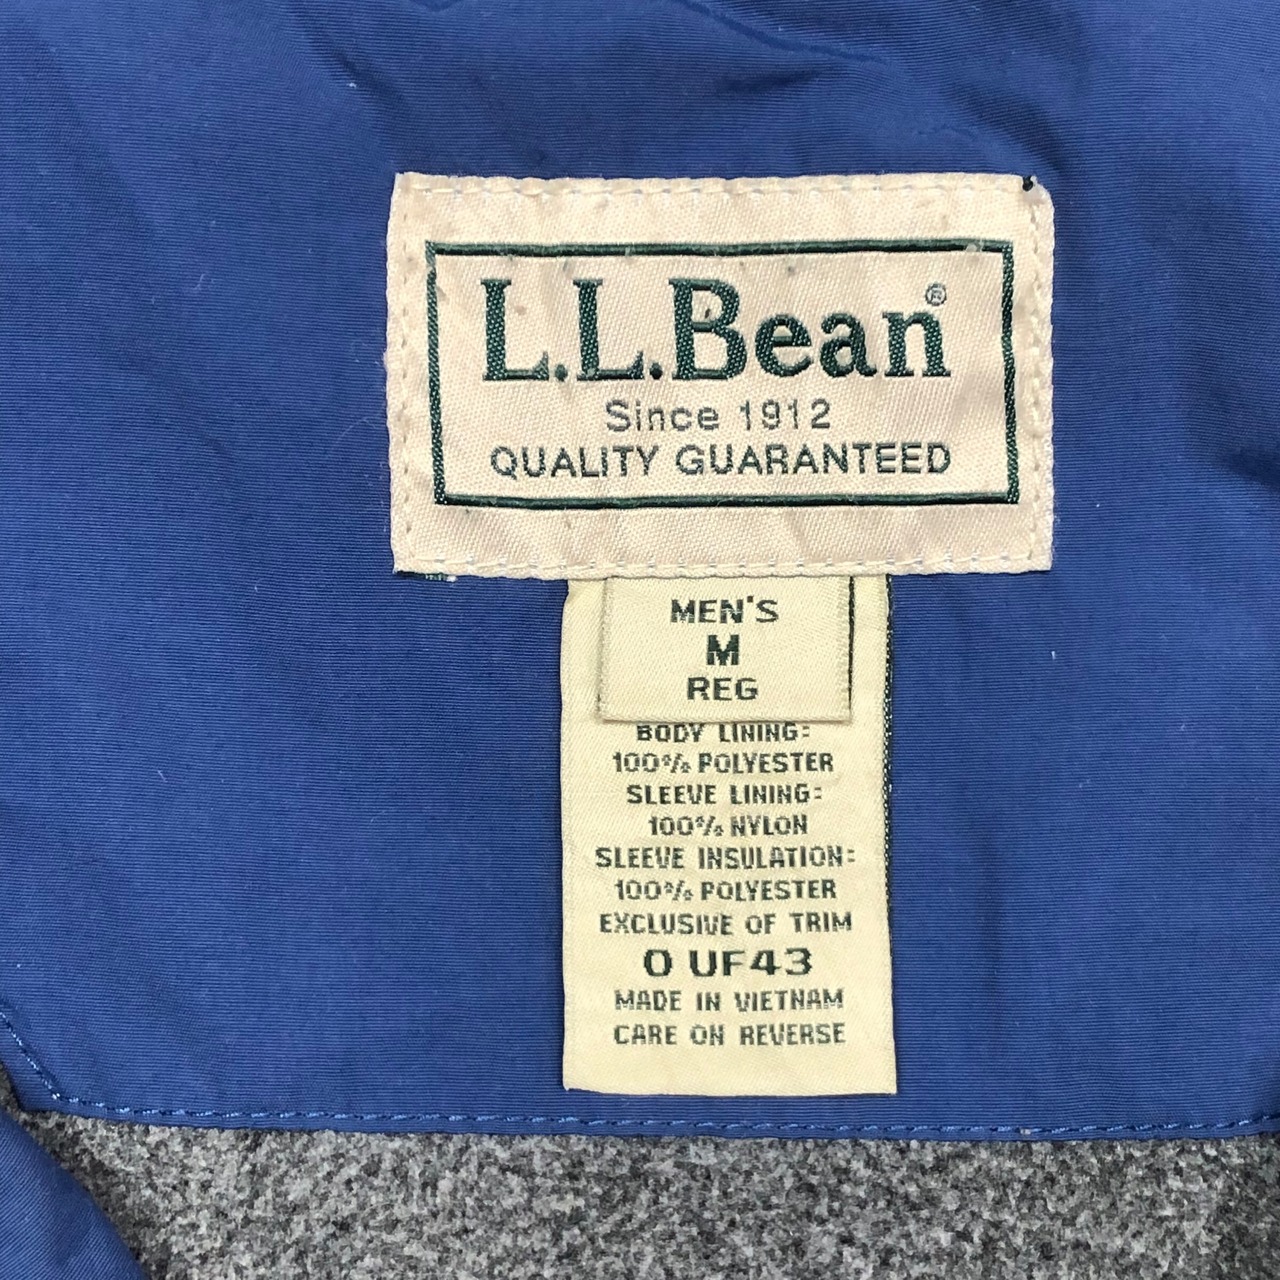 L.L.Bean®
Since 1912
QUALITY GUARANTEED
MEN'S
M
REG
BODY LINING:
100% POLYESTER
SLEEVE LINING:
100% NYLON
SLEEVE INSULATION:
100% POLYESTER
EXCLUSIVE OF TRIM
0 UF43
MADE IN VIETNAM
CARE ON REVERSE